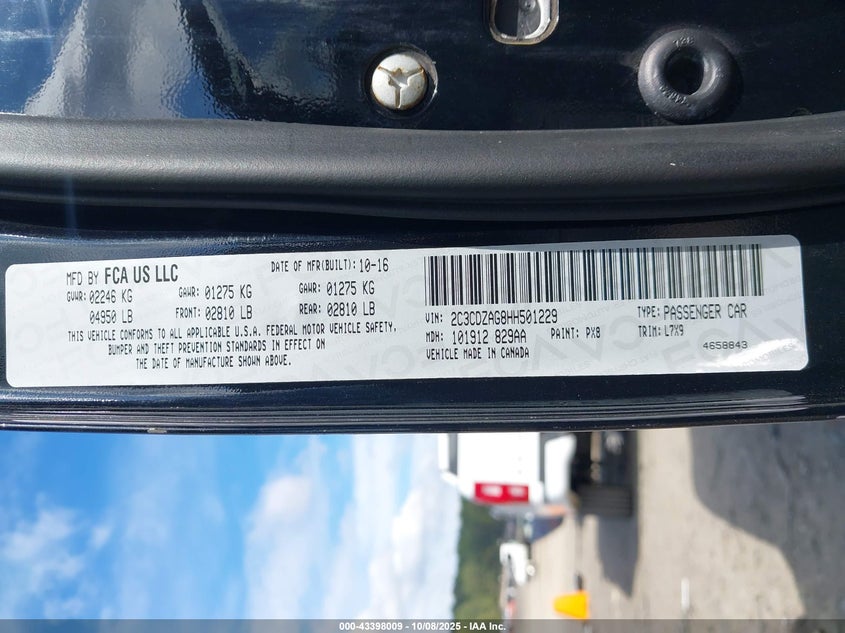 MFD BY FCA US LLC
DATE OF MFR(BUILT): 10-16
GVWR: 02246 KG GAWR: 01275 KG GAWR: 01275 KG
04950 LB FRONT: 02810 LB REAR: 02810 LB
THIS VEHICLE CONFORMS TO ALL APPLICABLE U.S.A. FEDERAL MOTOR VEHICLE SAFETY,
BUMPER AND THEFT PREVENTION STANDARDS IN EFFECT ON
THE DATE OF MANUFACTURE SHOWN ABOVE.
VIN: 2C3CDZAG8HH501229 TYPE: PASSENGER CAR
MDH: 101912 829AA PAINT: PX8 TRIM: L7X9
VEHICLE MADE IN CANADA 4658843
000-43398009 - 10/08/2025 - IAA Inc.